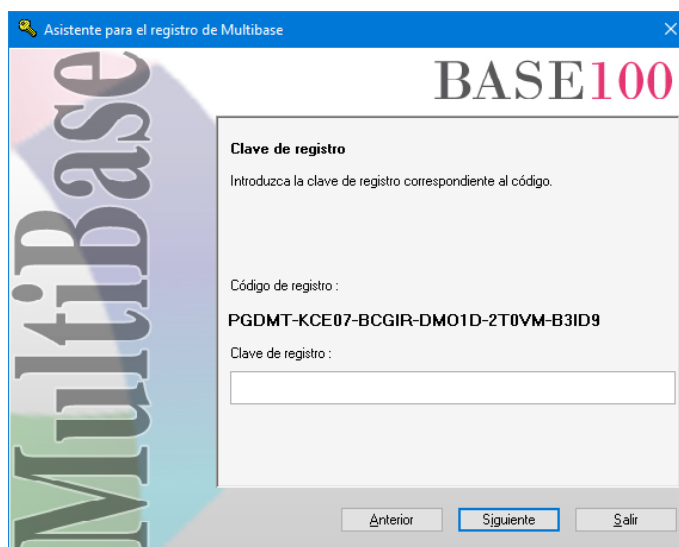 Asistente para el registro de Multibase
BASE100
MultiBase
Clave de registro
Introduzca la clave de registro correspondiente al código.
Código de registro :
PGDMT-KCE07-BCGIR-DMO1D-2T0VM-B3ID9
Clave de registro :
Anterior
Siguiente
Salir